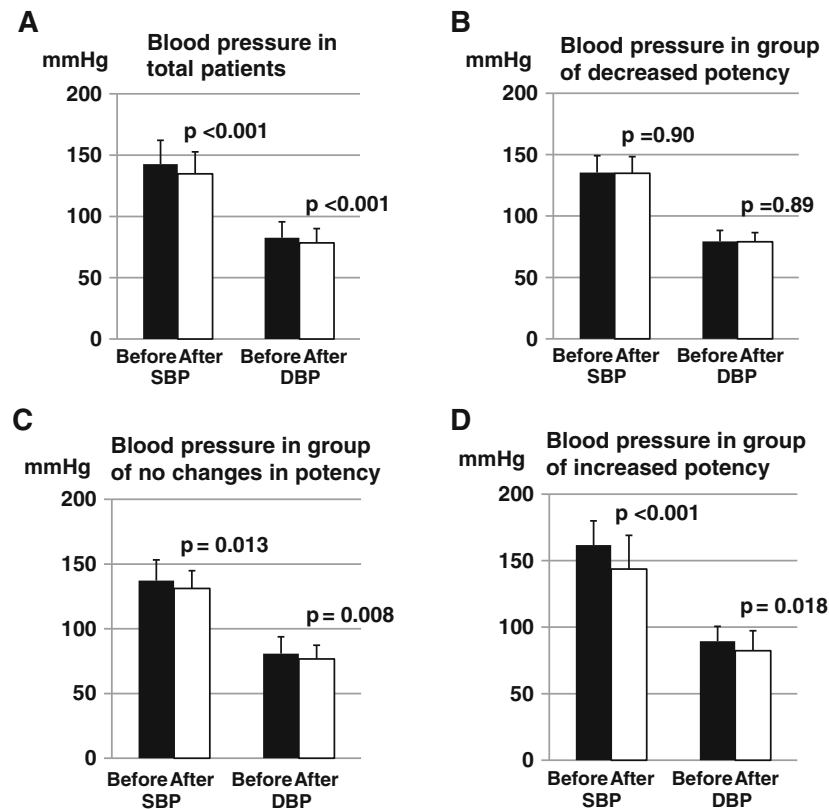 A
Blood pressure in
total patients
mmHg
200
150
100
50
0
p <0.001
p <0.001
Before After
SBP
Before After
DBP
B
Blood pressure in group
of decreased potency
mmHg
200
150
100
50
0
p =0.90
p =0.89
Before After
SBP
Before After
DBP
C
Blood pressure in group
of no changes in potency
mmHg
200
150
100
50
0
p = 0.013
p = 0.008
Before After
SBP
Before After
DBP
D
Blood pressure in group
of increased potency
mmHg
200
150
100
50
0
p <0.001
p = 0.018
Before After
SBP
Before After
DBP